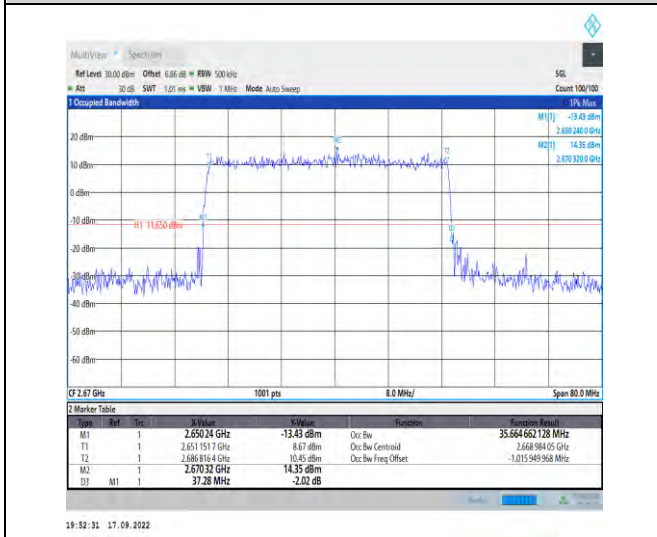 MultiView Spectrum
Ref Level 30.00 dBm Offset 6.86 dB RBW 500 kHz SGL
Att 30 dB SWT 1.01 ms VBW 1 MHz Mode Auto Sweep Count 100/100
1 Occupied Bandwidth 1Pk Max
M1[1] -13.43 dBm
2.650 240 0 GHz
M2[1] 14.35 dBm
2.670 320 0 GHz
20 dBm
M2
T1 T2
10 dBm
0 dBm
-10 dBm
M1
H1 -11.650 dBm
D3
-20 dBm
-30 dBm
-40 dBm
-50 dBm
-60 dBm
CF 2.67 GHz 1001 pts 8.0 MHz/ Span 80.0 MHz
2 Marker Table
Type Ref Trc X-Value Y-Value Function Function Result
M1 1 2.650 24 GHz -13.43 dBm Occ Bw 35.664 662 128 MHz
T1 1 2.651 151 7 GHz 8.67 dBm Occ Bw Centroid 2.668 984 05 GHz
T2 1 2.686 816 4 GHz 10.45 dBm Occ Bw Freq Offset -1.015 949 968 MHz
M2 1 2.670 32 GHz 14.35 dBm
D3 M1 1 37.28 MHz -2.02 dB
19:52:31 17.09.2022